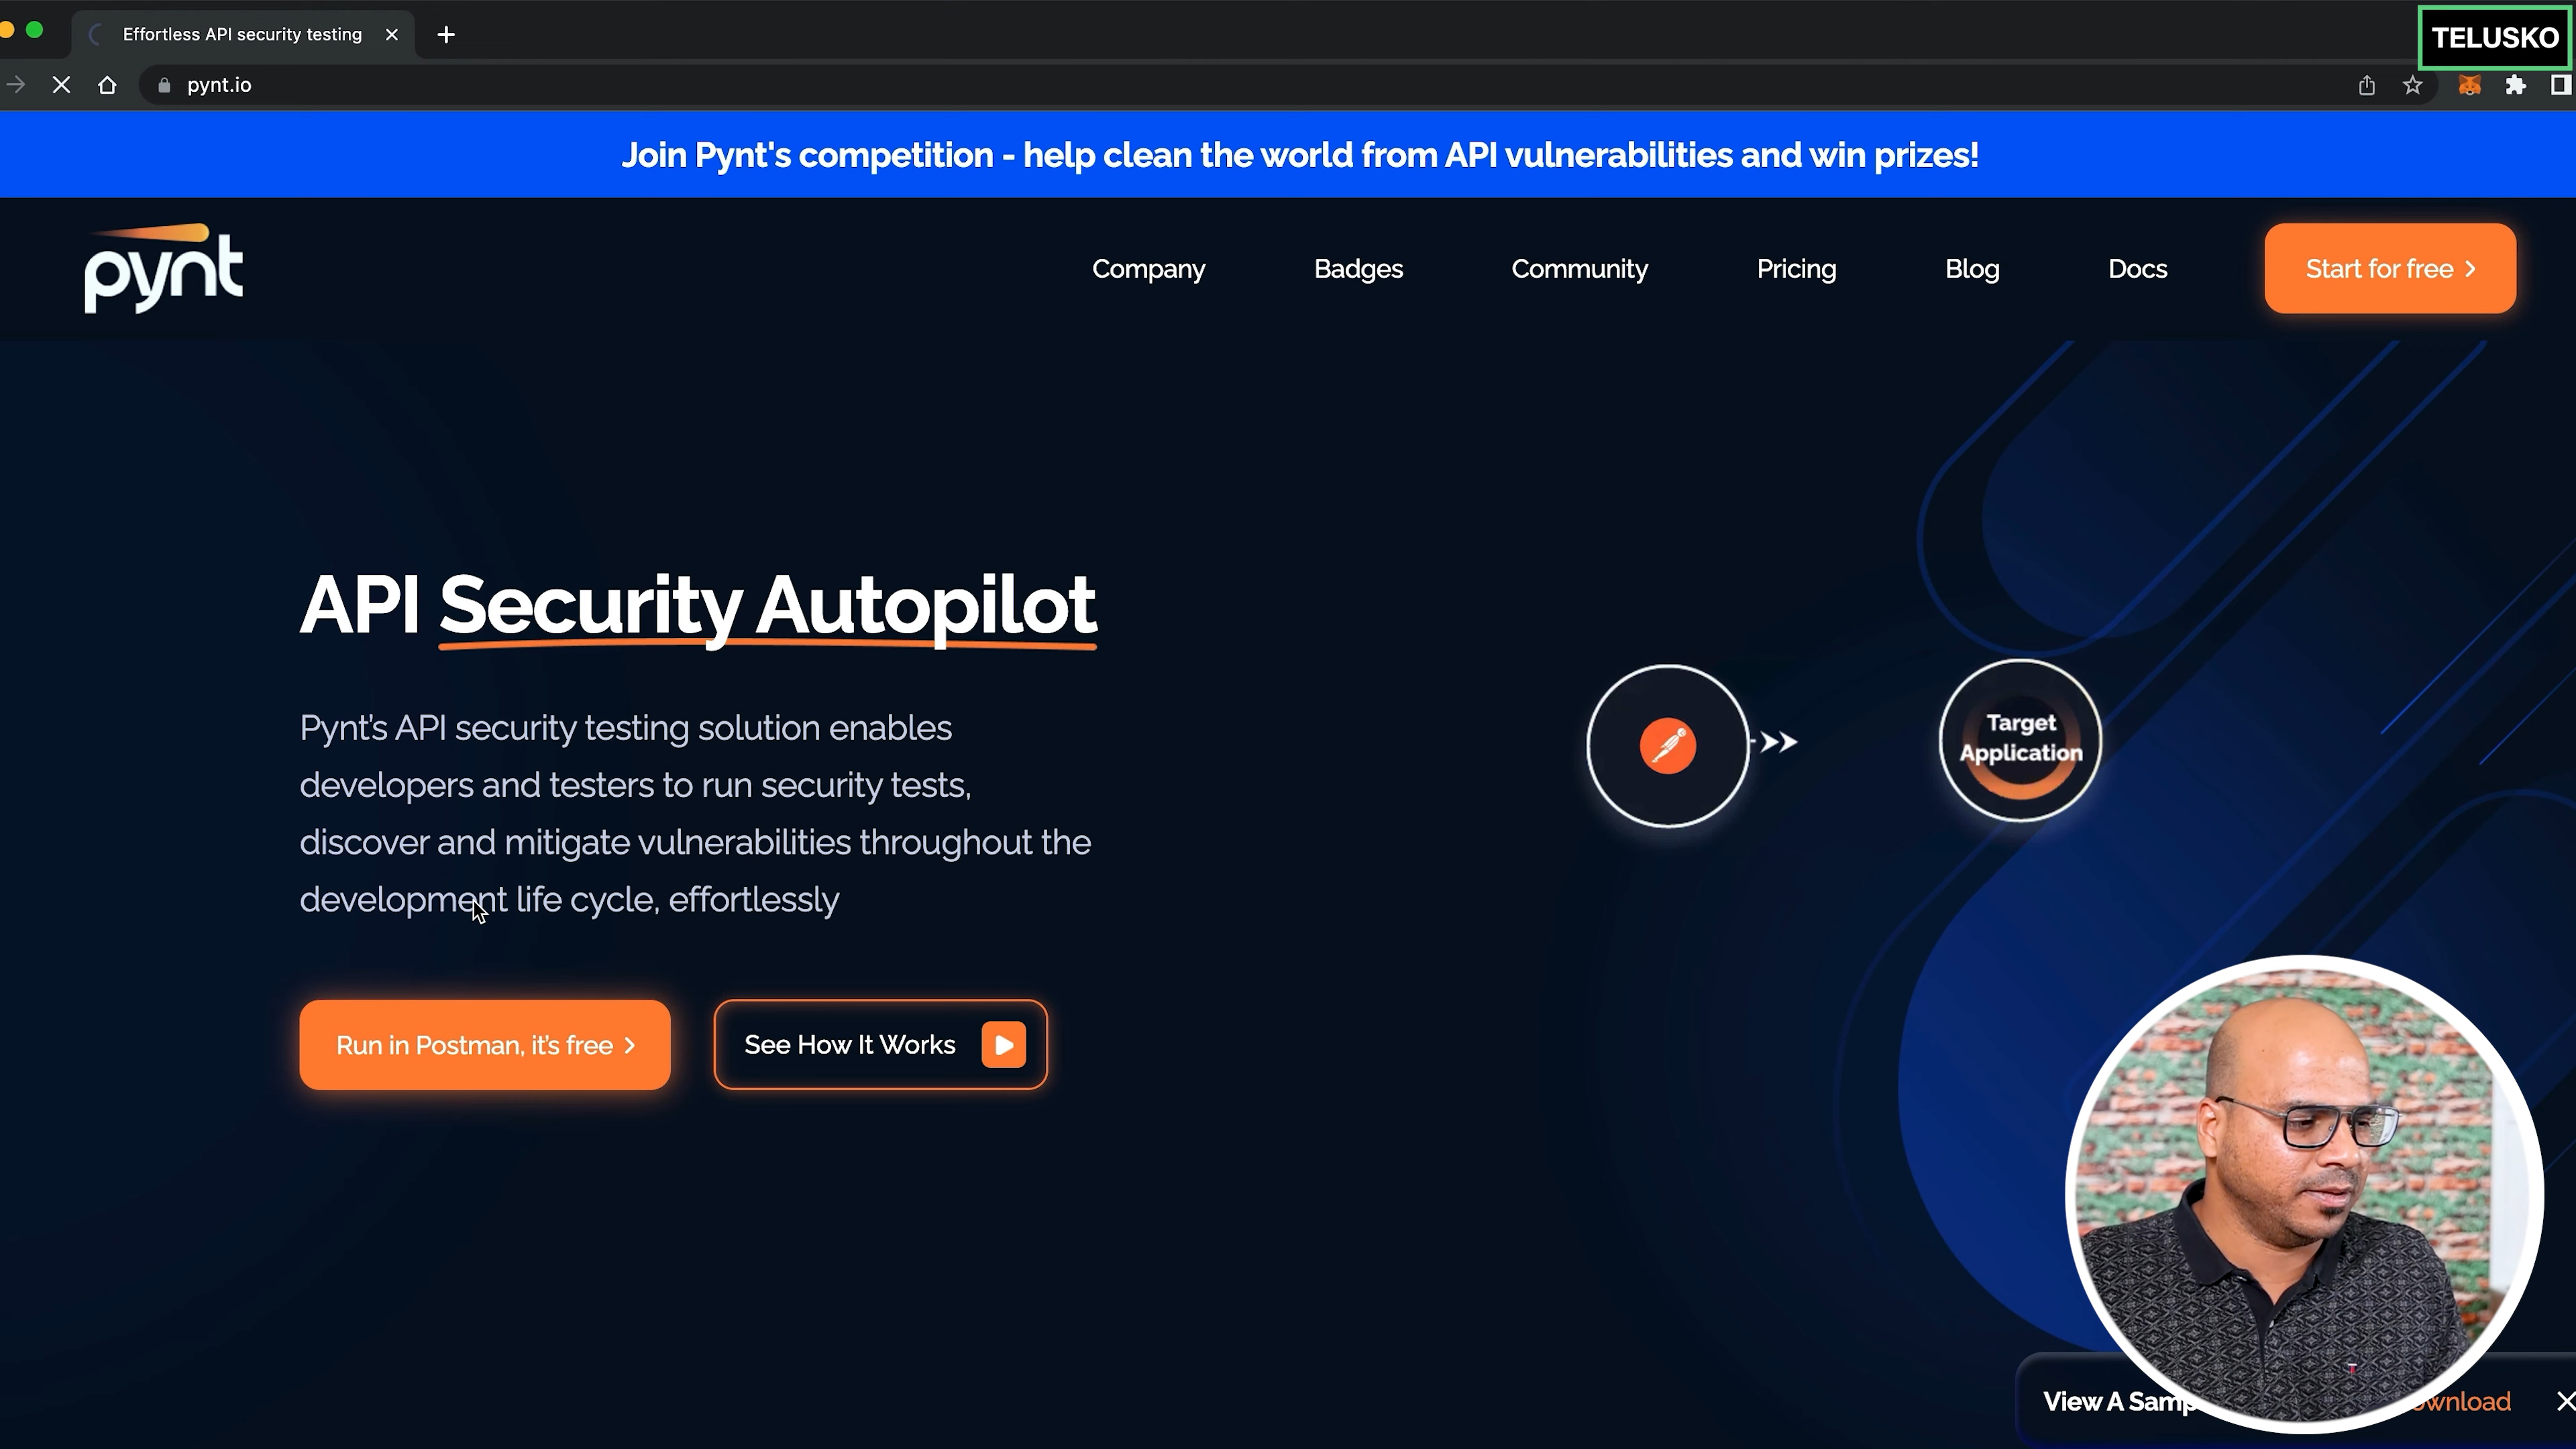 Effortless API security testing
TELUSKO
pynt.io
Join Pynt's competition - help clean the world from API vulnerabilities and win prizes!
pynt
Company Badges Community Pricing Blog Docs Start for free
API Security Autopilot
Pynt's API security testing solution enables
developers and testers to run security tests,
discover and mitigate vulnerabilities throughout the
development life cycle, effortlessly
Run in Postman, it's free
See How It Works
Target
Application
View A